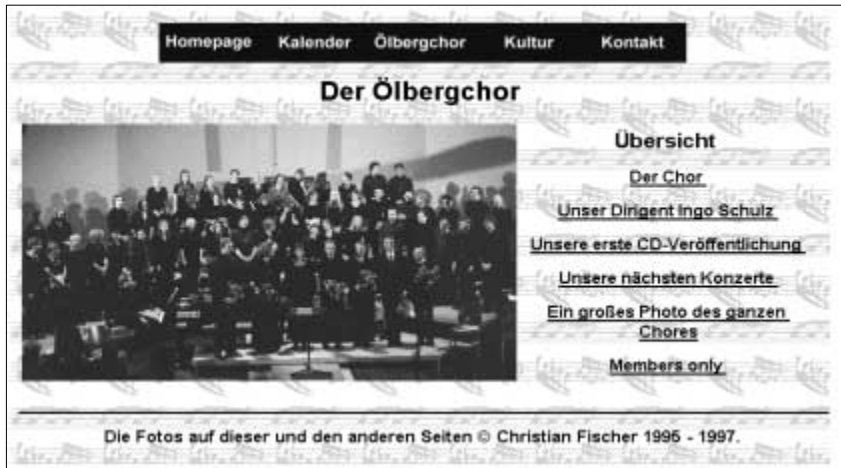 Homepage Kalender Ölbergchor Kultur Kontakt
Der Ölbergchor
Übersicht
Der Chor
Unser Dirigent Ingo Schulz
Unsere erste CD-Veröffentlichung
Unsere nächsten Konzerte
Ein großes Photo des ganzen
Chores
Members only
Die Fotos auf dieser und den anderen Seiten © Christian Fischer 1995 - 1997.